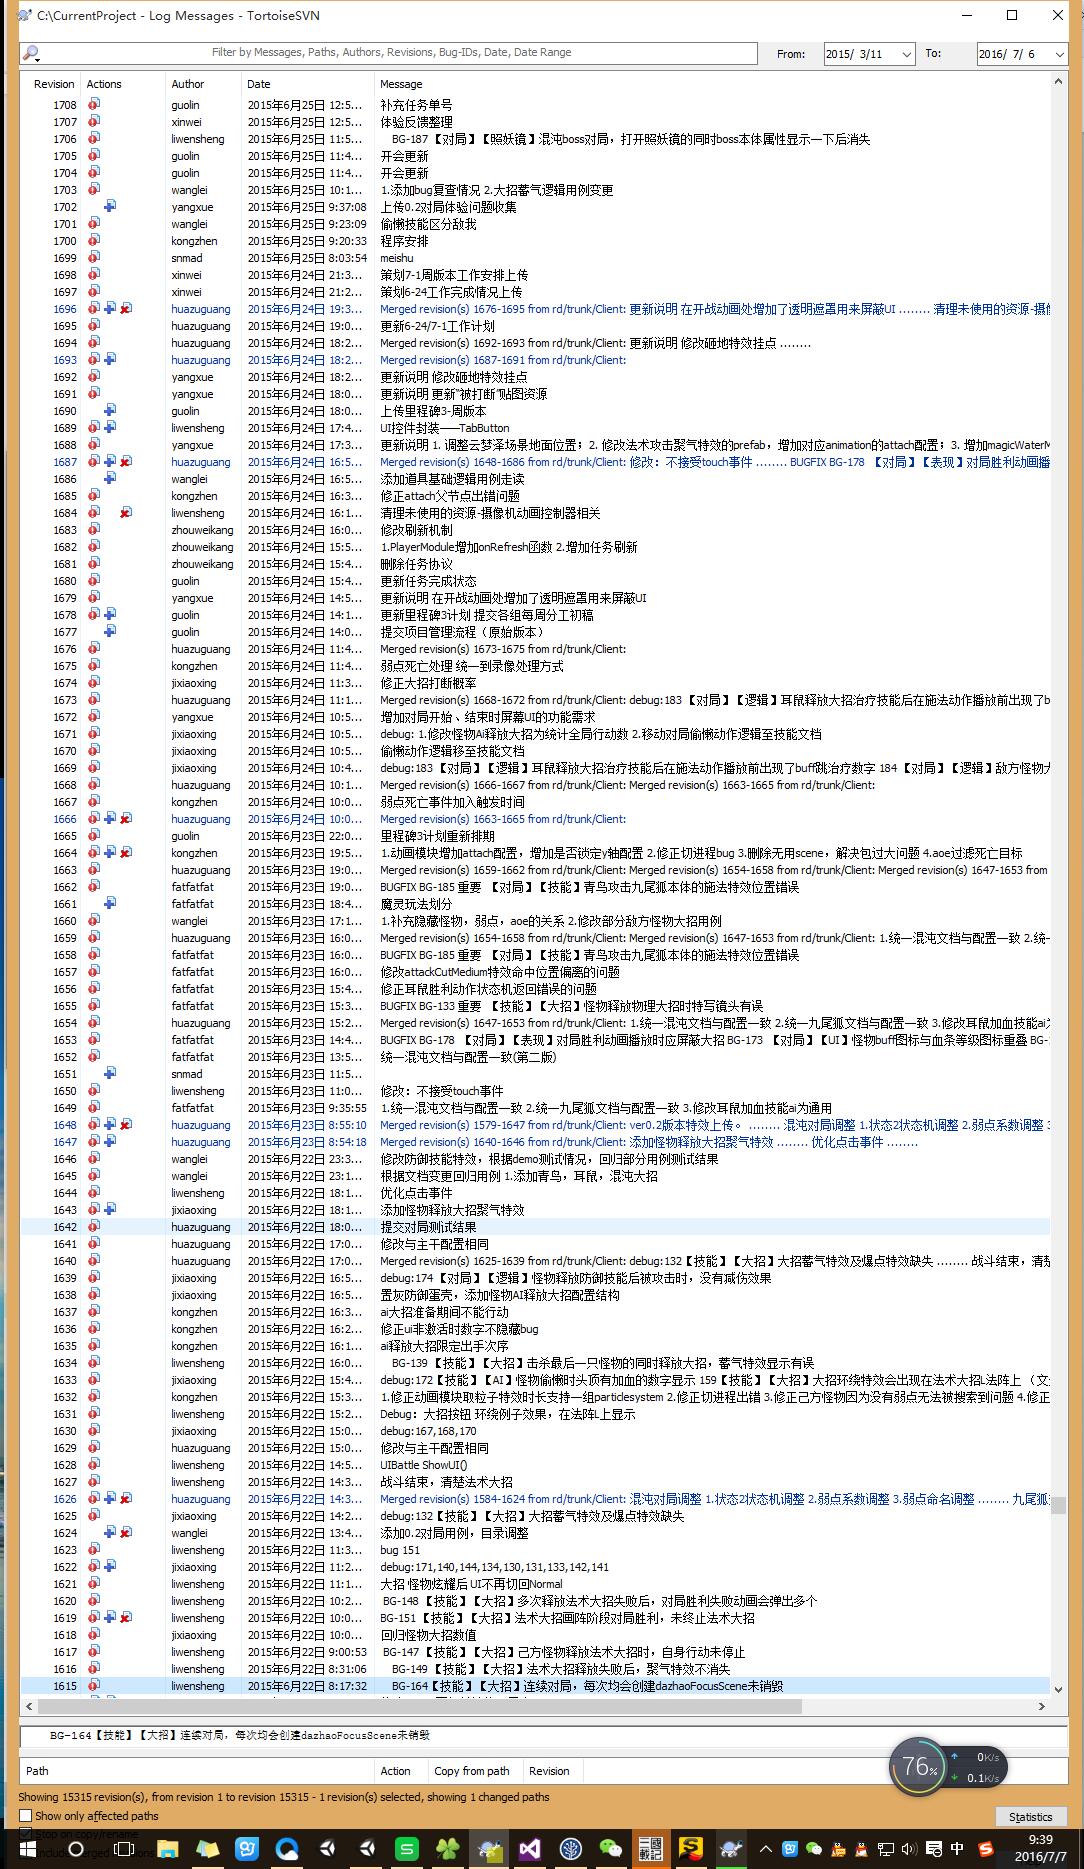 C:\CurrentProject - Log Messages - TortoiseSVN
Filter by Messages, Paths, Authors, Revisions, Bug-IDs, Date, Date Range From: 2015/ 3/11 To: 2016/ 7/ 6
Revision Actions Author Date Message
1708 guolin 2015年6月25日 12:5... 补充任务单号
1707 xinwei 2015年6月25日 12:5... 体验反馈整理
1706 liwensheng 2015年6月25日 11:5... BG-187【对局】【照妖镜】混沌boss对局，打开照妖镜的同时boss本体属性显示一下后消失
1705 guolin 2015年6月25日 11:4... 开会更新
1704 guolin 2015年6月25日 11:4... 开会更新
1703 wanglei 2015年6月25日 10:1... 1.添加bug复查情况 2.大招蓄气逻辑用例变更
1702 yangxue 2015年6月25日 9:37:08 上传0.2对局体验问题收集
1701 wanglei 2015年6月25日 9:23:09 偷懒技能区分敌我
1700 kongzhen 2015年6月25日 9:20:33 程序安排
1699 snmad 2015年6月25日 8:03:54 meishu
1698 xinwei 2015年6月24日 21:3... 策划7-1周版本工作安排上传
1697 xinwei 2015年6月24日 21:2... 策划6-24工作完成情况上传
1696 huazuguang 2015年6月24日 19:3... Merged revision(s) 1676-1695 from rd/trunk/Client: 更新说明 在开战动画处增加了透明遮罩用来屏蔽UI ........ 清理未使用的资源-摄
1695 huazuguang 2015年6月24日 19:0... 更新6-24/7-1工作计划
1694 huazuguang 2015年6月24日 18:2... Merged revision(s) 1692-1693 from rd/trunk/Client: 更新说明 修改砸地特效挂点 ........
1693 huazuguang 2015年6月24日 18:2... Merged revision(s) 1687-1691 from rd/trunk/Client:
1692 yangxue 2015年6月24日 18:2... 更新说明 修改砸地特效挂点
1691 yangxue 2015年6月24日 18:0... 更新说明 更新"被打断"贴图资源
1690 guolin 2015年6月24日 18:0... 上传里程碑3-周版本
1689 liwensheng 2015年6月24日 17:4... UI控件封装——TabButton
1688 yangxue 2015年6月24日 17:3... 更新说明 1. 调整云梦泽场景地面位置；2. 修改法术攻击聚气特效的prefab，增加对应animation的attach配置；3. 增加magicWater
1687 huazuguang 2015年6月24日 16:5... Merged revision(s) 1648-1686 from rd/trunk/Client: 修改：不接受touch事件 ........ BUGFIX BG-178 【对局】【表现】对局胜利动画播
1686 wanglei 2015年6月24日 16:5... 添加道具基础逻辑用例走读
1685 kongzhen 2015年6月24日 16:3... 修正attach父节点出错问题
1684 liwensheng 2015年6月24日 16:1... 清理未使用的资源-摄像机动画控制器相关
1683 zhouweikang 2015年6月24日 16:0... 修改刷新机制
1682 zhouweikang 2015年6月24日 15:5... 1.PlayerModule增加onRefresh函数 2.增加任务刷新
1681 zhouweikang 2015年6月24日 15:4... 删除任务协议
1680 guolin 2015年6月24日 15:4... 更新任务完成状态
1679 yangxue 2015年6月24日 14:5... 更新说明 在开战动画处增加了透明遮罩用来屏蔽UI
1678 guolin 2015年6月24日 14:1... 更新里程碑3计划 提交各组每周分工初稿
1677 guolin 2015年6月24日 14:0... 提交项目管理流程（原始版本）
1676 huazuguang 2015年6月24日 11:4... Merged revision(s) 1673-1675 from rd/trunk/Client:
1675 kongzhen 2015年6月24日 11:4... 弱点死亡处理 统一到录像处理方式
1674 jixiaoxing 2015年6月24日 11:3... 修正大招打断概率
1673 huazuguang 2015年6月24日 11:1... Merged revision(s) 1668-1672 from rd/trunk/Client: debug:183【对局】【逻辑】耳鼠释放大招治疗技能后在施法动作播放前出现了b
1672 yangxue 2015年6月24日 10:5... 增加对局开始、结束时屏幕UI的功能需求
1671 jixiaoxing 2015年6月24日 10:5... debug: 1.修改怪物Ai释放大招为统计全局行动数 2.移动对局偷懒动作逻辑至技能文档
1670 jixiaoxing 2015年6月24日 10:5... 偷懒动作逻辑移至技能文档
1669 jixiaoxing 2015年6月24日 10:4... debug:183【对局】【逻辑】耳鼠释放大招治疗技能后在施法动作播放前出现了buff跳治疗数字 184【对局】【逻辑】敌方怪物
1668 huazuguang 2015年6月24日 10:1... Merged revision(s) 1666-1667 from rd/trunk/Client: Merged revision(s) 1663-1665 from rd/trunk/Client:
1667 kongzhen 2015年6月24日 10:0... 弱点死亡事件加入触发时间
1666 huazuguang 2015年6月24日 10:0... Merged revision(s) 1663-1665 from rd/trunk/Client:
1665 guolin 2015年6月23日 22:0... 里程碑3计划重新排期
1664 kongzhen 2015年6月23日 19:5... 1.动画模块增加attach配置，增加是否锁定y轴配置 2.修正切进程bug 3.删除无用scene，解决包过大问题 4.aoe过滤死亡目标
1663 huazuguang 2015年6月23日 19:0... Merged revision(s) 1659-1662 from rd/trunk/Client: Merged revision(s) 1654-1658 from rd/trunk/Client: Merged revision(s) 1647-1653 from
1662 fatfatfat 2015年6月23日 19:0... BUGFIX BG-185 重要 【对局】【技能】青鸟攻击九尾狐本体的施法特效位置错误
1661 fatfatfat 2015年6月23日 18:4... 魔灵玩法划分
1660 wanglei 2015年6月23日 17:1... 1.补充隐藏怪物，弱点，aoe的关系 2.修改部分敌方怪物大招用例
1659 huazuguang 2015年6月23日 16:0... Merged revision(s) 1654-1658 from rd/trunk/Client: Merged revision(s) 1647-1653 from rd/trunk/Client: 1.统一混沌文档与配置一致 2.统一
1658 fatfatfat 2015年6月23日 16:0... BUGFIX BG-185 重要 【对局】【技能】青鸟攻击九尾狐本体的施法特效位置错误
1657 fatfatfat 2015年6月23日 16:0... 修改attackCutMedium特效命中位置偏离的问题
1656 fatfatfat 2015年6月23日 15:4... 修正耳鼠胜利动作状态机返回错误的问题
1655 fatfatfat 2015年6月23日 15:3... BUGFIX BG-133 重要 【技能】【大招】怪物释放物理大招时特写镜头有误
1654 huazuguang 2015年6月23日 15:2... Merged revision(s) 1647-1653 from rd/trunk/Client: 1.统一混沌文档与配置一致 2.统一九尾狐文档与配置一致 3.修改耳鼠加血技能ai
1653 fatfatfat 2015年6月23日 14:4... BUGFIX BG-178 【对局】【表现】对局胜利动画播放时应屏蔽大招 BG-173 【对局】【UI】怪物buff图标与血条等级图标重叠 BG-
1652 fatfatfat 2015年6月23日 13:5... 统一混沌文档与配置一致(第二版)
1651 snmad 2015年6月23日 11:5...
1650 liwensheng 2015年6月23日 11:0... 修改：不接受touch事件
1649 fatfatfat 2015年6月23日 9:35:55 1.统一混沌文档与配置一致 2.统一九尾狐文档与配置一致 3.修改耳鼠加血技能ai为通用
1648 huazuguang 2015年6月23日 8:55:10 Merged revision(s) 1579-1647 from rd/trunk/Client: ver0.2版本特效上传。 ........ 混沌对局调整 1.状态2状态机调整 2.弱点系数调整 3
1647 huazuguang 2015年6月23日 8:54:18 Merged revision(s) 1640-1646 from rd/trunk/Client: 添加怪物释放大招聚气特效 ........ 优化点击事件 ........
1646 wanglei 2015年6月22日 23:3... 修改防御技能特效，根据demo测试情况，回归部分用例测试结果
1645 wanglei 2015年6月22日 23:1... 根据文档变更回归用例 1.添加青鸟，耳鼠，混沌大招
1644 liwensheng 2015年6月22日 18:1... 优化点击事件
1643 jixiaoxing 2015年6月22日 18:1... 添加怪物释放大招聚气特效
1642 huazuguang 2015年6月22日 18:0... 提交对局测试结果
1641 huazuguang 2015年6月22日 17:0... 修改与主干配置相同
1640 huazuguang 2015年6月22日 17:0... Merged revision(s) 1625-1639 from rd/trunk/Client: debug:132【技能】【大招】大招蓄气特效及爆点特效缺失 ........ 战斗结束，清楚
1639 jixiaoxing 2015年6月22日 16:5... debug:174【对局】【逻辑】怪物释放防御技能后被攻击时，没有减伤效果
1638 jixiaoxing 2015年6月22日 16:5... 置灰防御蛋壳，添加怪物AI释放大招配置结构
1637 kongzhen 2015年6月22日 16:3... ai大招准备期间不能行动
1636 kongzhen 2015年6月22日 16:2... 修正ui非激活时数字不隐藏bug
1635 kongzhen 2015年6月22日 16:1... ai释放大招限定出手次序
1634 liwensheng 2015年6月22日 16:0... BG-139【技能】【大招】击杀最后一只怪物的同时释放大招，蓄气特效显示有误
1633 jixiaoxing 2015年6月22日 15:4... debug:172【技能】【AI】怪物偷懒时头顶有加血的数字显示 159【技能】【大招】大招环绕特效会出现在法术大招L法阵上 （文
1632 kongzhen 2015年6月22日 15:3... 1.修正动画模块取粒子特效时长支持一组particlesystem 2.修正切进程出错 3.修正己方怪物因为没有弱点无法被搜索到问题 4.修正
1631 liwensheng 2015年6月22日 15:2... Debug：大招按钮 环绕例子效果，在法阵L上显示
1630 jixiaoxing 2015年6月22日 15:0... debug:167,168,170
1629 huazuguang 2015年6月22日 15:0... 修改与主干配置相同
1628 liwensheng 2015年6月22日 14:5... UIBattle ShowUI()
1627 liwensheng 2015年6月22日 14:3... 战斗结束，清楚法术大招
1626 huazuguang 2015年6月22日 14:3... Merged revision(s) 1584-1624 from rd/trunk/Client: 混沌对局调整 1.状态2状态机调整 2.弱点系数调整 3.弱点命名调整 ........ 九尾狐
1625 jixiaoxing 2015年6月22日 14:2... debug:132【技能】【大招】大招蓄气特效及爆点特效缺失
1624 wanglei 2015年6月22日 13:4... 添加0.2对局用例，目录调整
1623 liwensheng 2015年6月22日 11:3... bug 151
1622 jixiaoxing 2015年6月22日 11:2... debug:171,140,144,134,130,131,133,142,141
1621 liwensheng 2015年6月22日 11:1... 大招 怪物炫耀后 UI不再切回Normal
1620 liwensheng 2015年6月22日 10:2... BG-148 【技能】【大招】多次释放法术大招失败后，对局胜利失败动画会弹出多个
1619 liwensheng 2015年6月22日 10:0... BG-151 【技能】【大招】法术大招画阵阶段对局胜利，未终止法术大招
1618 jixiaoxing 2015年6月22日 10:0... 回归怪物大招数值
1617 liwensheng 2015年6月22日 9:00:53 BG-147 【技能】【大招】己方怪物释放法术大招时，自身行动未停止
1616 liwensheng 2015年6月22日 8:31:06 BG-149 【技能】【大招】法术大招释放失败后，聚气特效不消失
1615 liwensheng 2015年6月22日 8:17:32 BG-164【技能】【大招】连续对局，每次均会创建dazhaoFocusScene未销毁
BG-164【技能】【大招】连续对局，每次均会创建dazhaoFocusScene未销毁
76% 0K/s
0.1K/s
Path Action Copy from path Revision
Showing 15315 revision(s), from revision 1 to revision 15315 - 1 revision(s) selected, showing 1 changed paths
Show only affected paths Statistics
Stop on copy/rename
中 9:39
2016/7/7